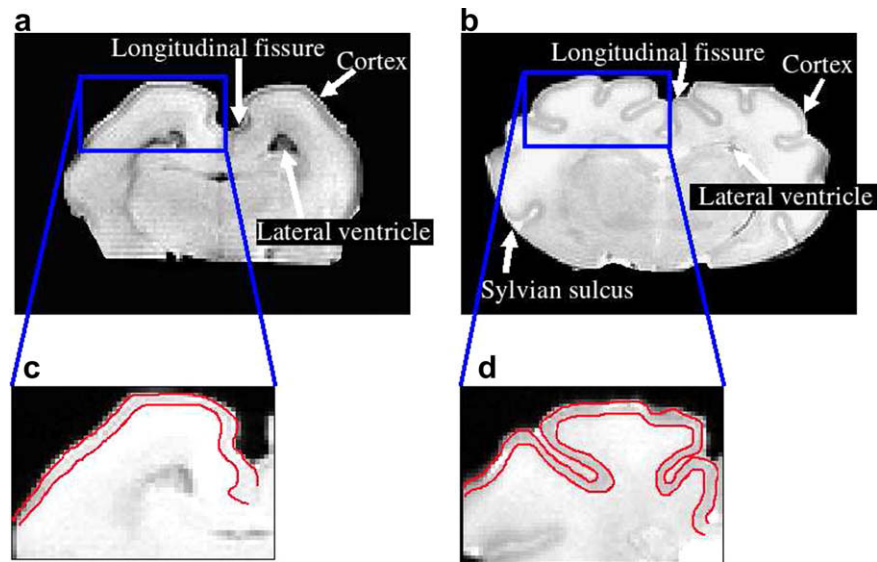 a
Longitudinal fissure
Cortex
Lateral ventricle
b
Longitudinal fissure
Cortex
Lateral ventricle
Sylvian sulcus
c
d